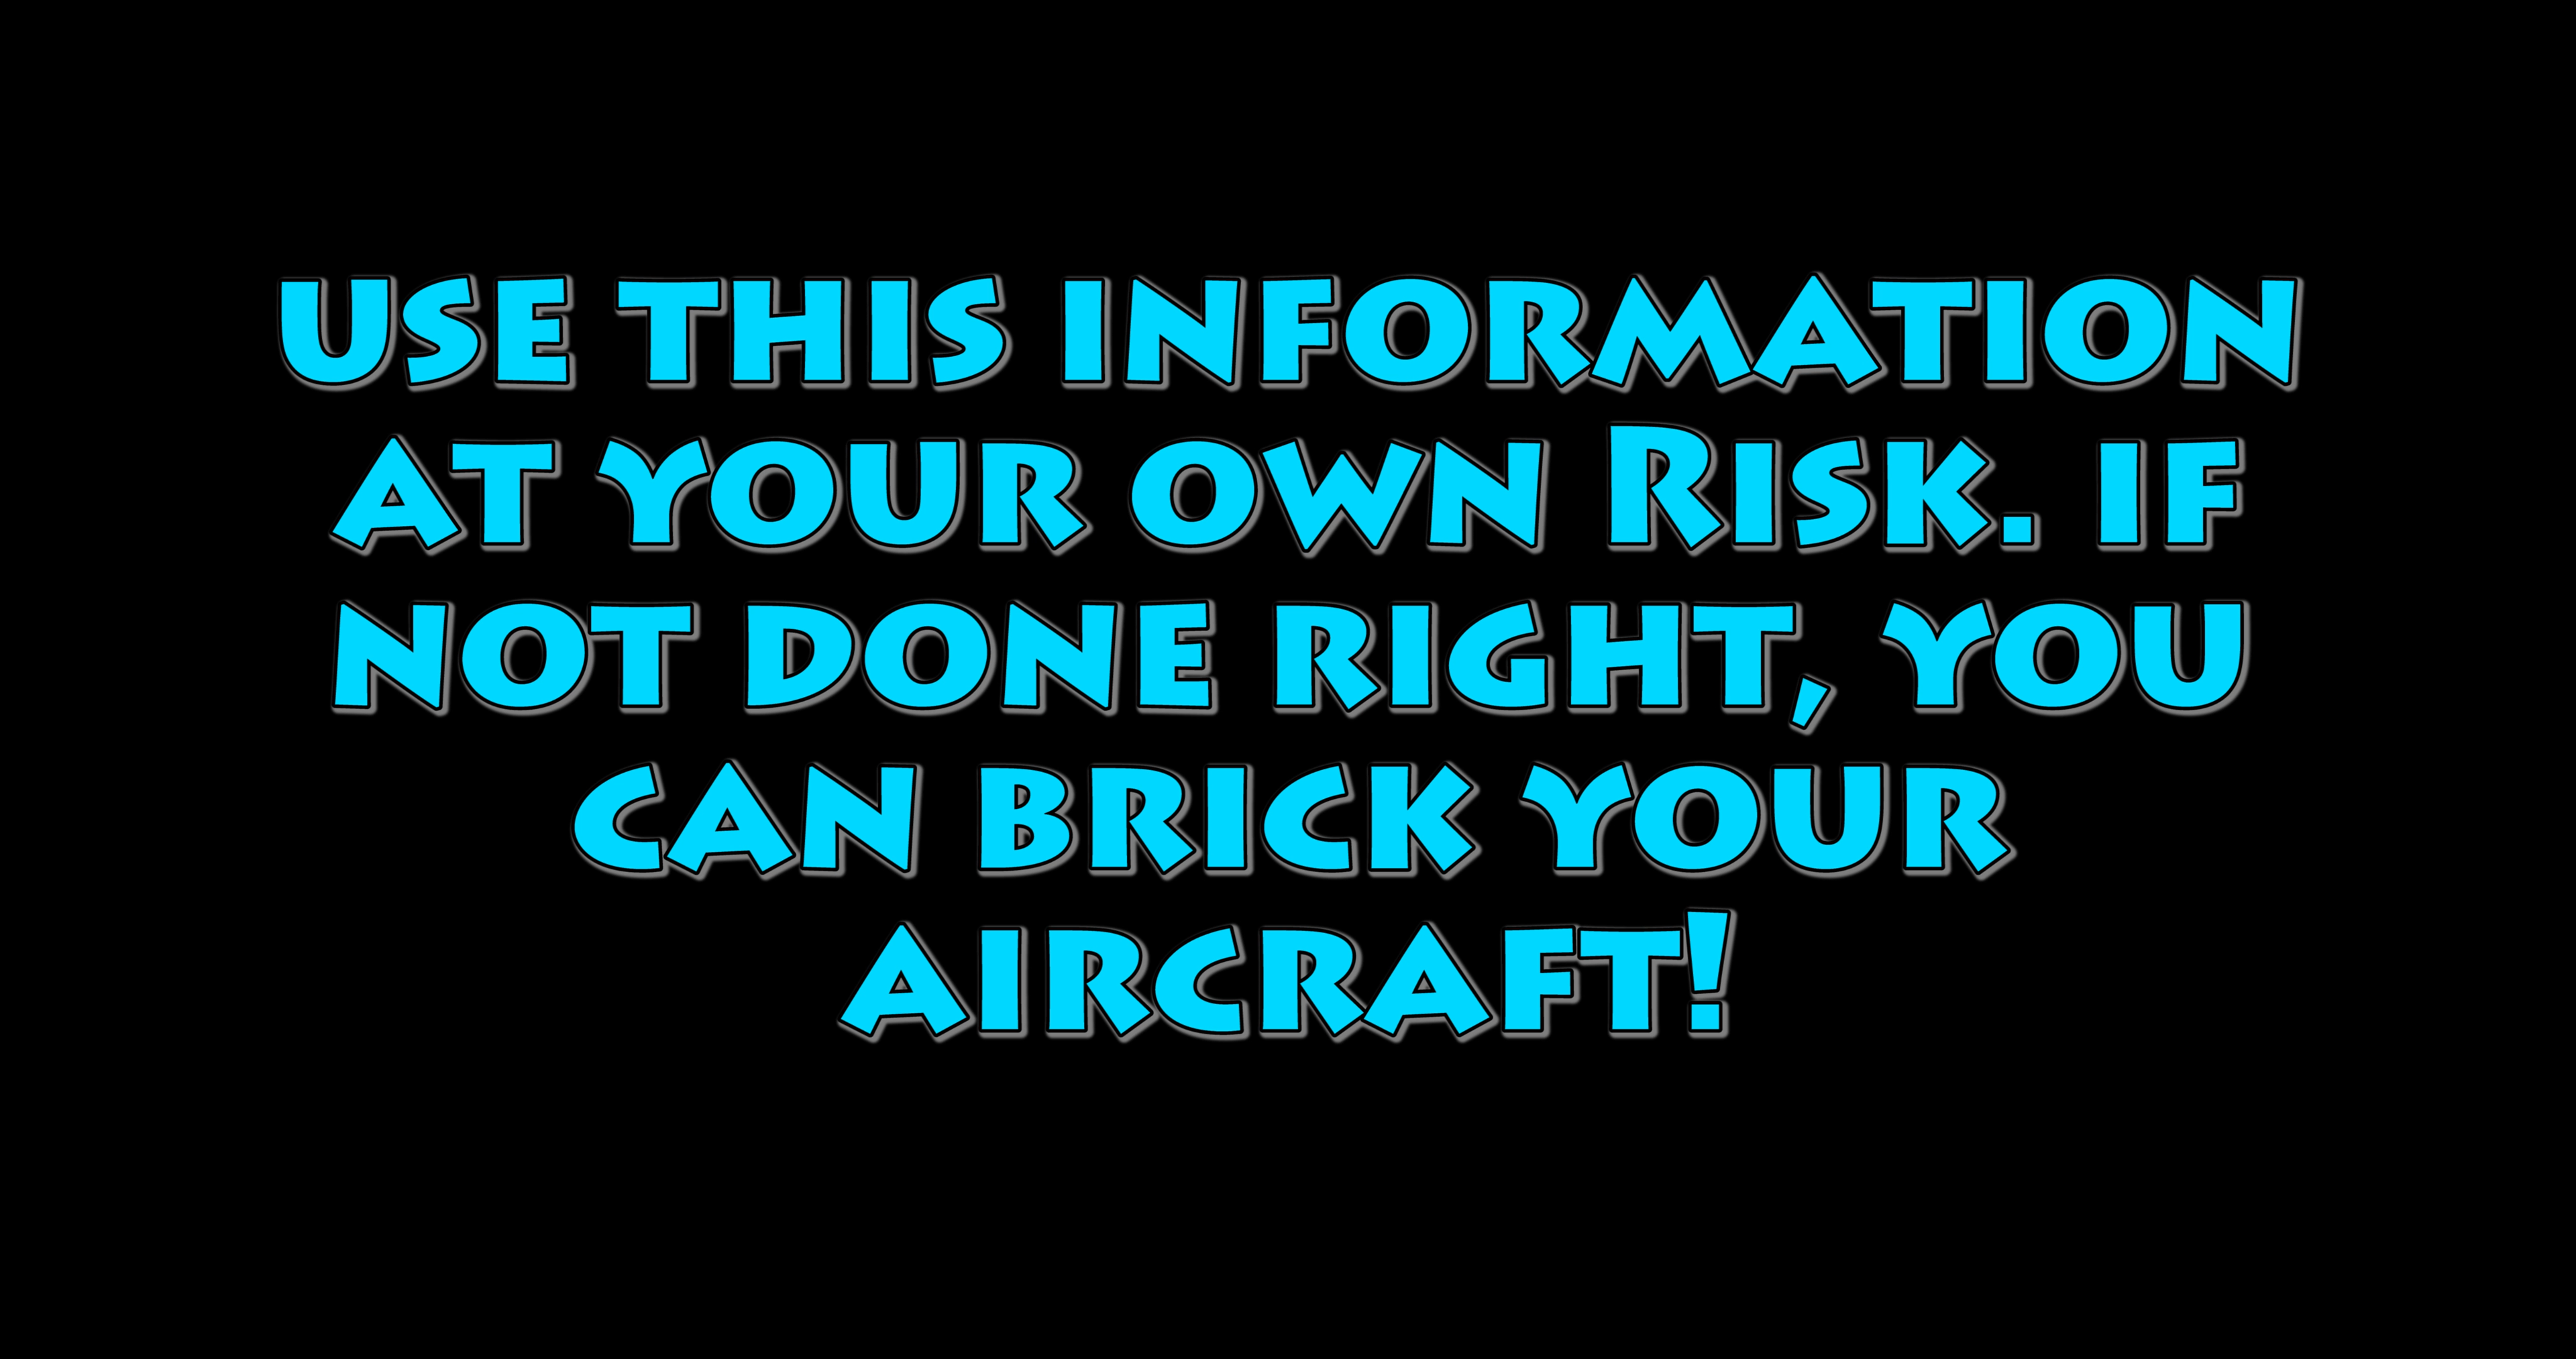 USE THIS INFORMATION
AT YOUR OWN RISK. IF
NOT DONE RIGHT, YOU
CAN BRICK YOUR
AIRCRAFT!